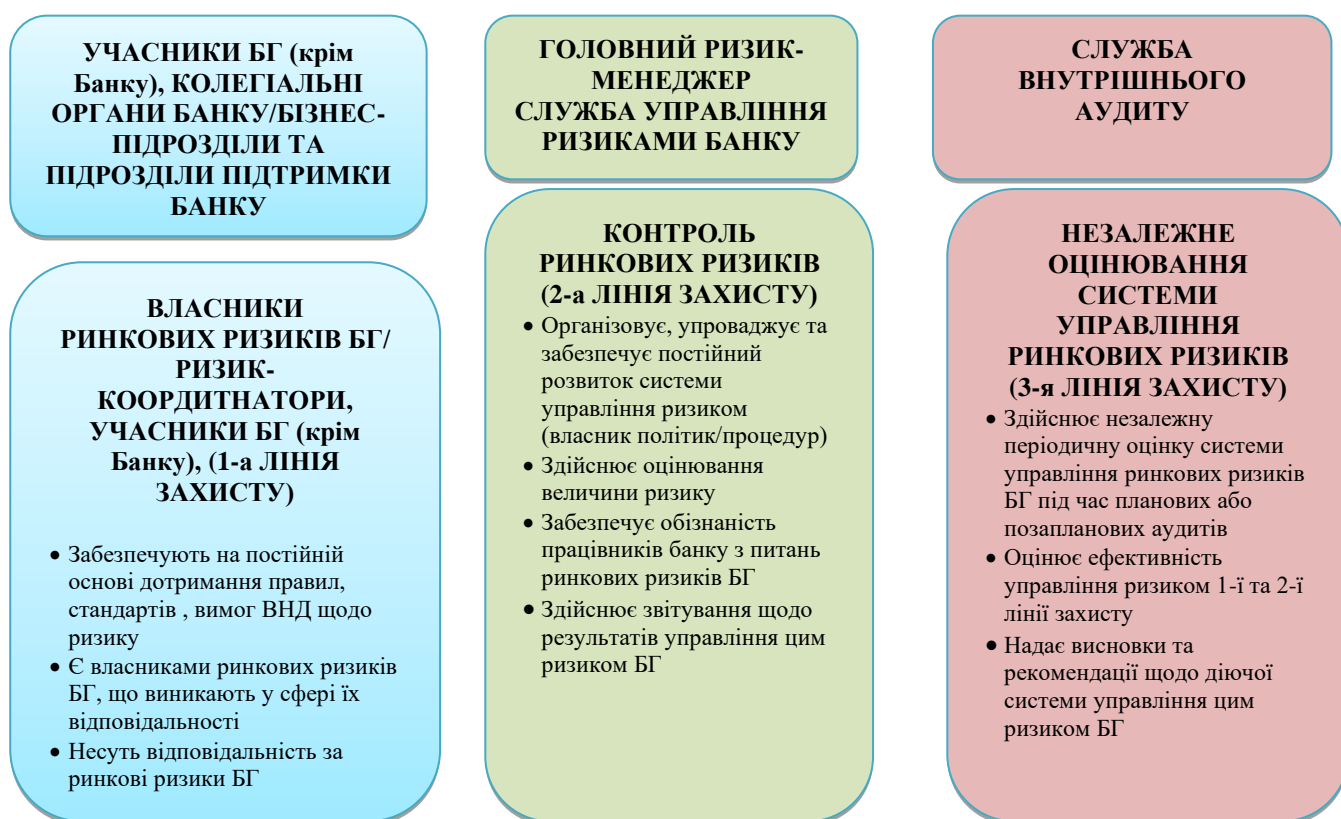 УЧАСНИКИ БГ (крім
Банку), КОЛЕГІАЛЬНІ
ОРГАНИ БАНКУ/БІЗНЕС-
ПІДРОЗДІЛИ ТА
ПІДРОЗДІЛИ ПІДТРИМКИ
БАНКУ
ВЛАСНИКИ
РИНКОВИХ РИЗИКІВ БГ/
РИЗИК-
КООРДИТНАТОРИ,
УЧАСНИКИ БГ (крім
Банку), (1-а ЛІНІЯ
ЗАХИСТУ)
• Забезпечують на постійній
основі дотримання правил,
стандартів , вимог ВНД щодо
ризику
• Є власниками ринкових ризиків
БГ, що виникають у сфері їх
відповідальності
• Несуть відповідальність за
ринкові ризики БГ
ГОЛОВНИЙ РИЗИК-
МЕНЕДЖЕР
СЛУЖБА УПРАВЛІННЯ
РИЗИКАМИ БАНКУ
КОНТРОЛЬ
РИНКОВИХ РИЗИКІВ
(2-а ЛІНІЯ ЗАХИСТУ)
• Організовує, упроваджує та
забезпечує постійний
розвиток системи
управління ризиком
(власник політик/процедур)
• Здійснює оцінювання
величини ризику
• Забезпечує обізнаність
працівників банку з питань
ринкових ризиків БГ
• Здійснює звітування щодо
результатів управління цим
ризиком БГ
СЛУЖБА
ВНУТРІШНЬОГО
АУДИТУ
НЕЗАЛЕЖНЕ
ОЦІНЮВАННЯ
СИСТЕМИ
УПРАВЛІННЯ
РИНКОВИХ РИЗИКІВ
(3-я ЛІНІЯ ЗАХИСТУ)
• Здійснює незалежну
періодичну оцінку системи
управління ринкових ризиків
БГ під час планових або
позапланових аудитів
• Оцінює ефективність
управління ризиком 1-ї та 2-ї
лінії захисту
• Надає висновки та
рекомендації щодо діючої
системи управління цим
ризиком БГ